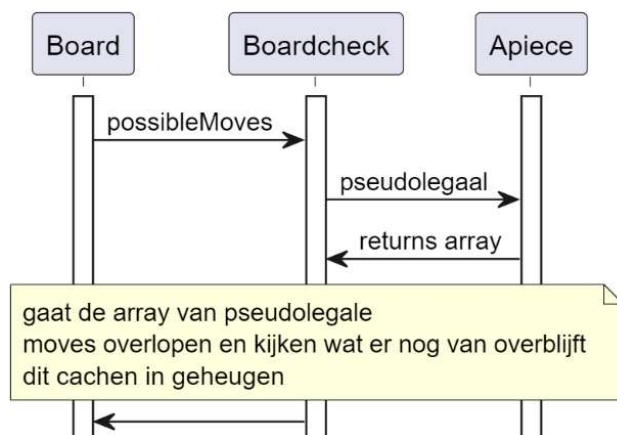 Board
Boardcheck
Apiece
possibleMoves
pseudolegaal
returns array
gaat de array van pseudolegale
moves overlopen en kijken wat er nog van overblijft
dit cachen in geheugen